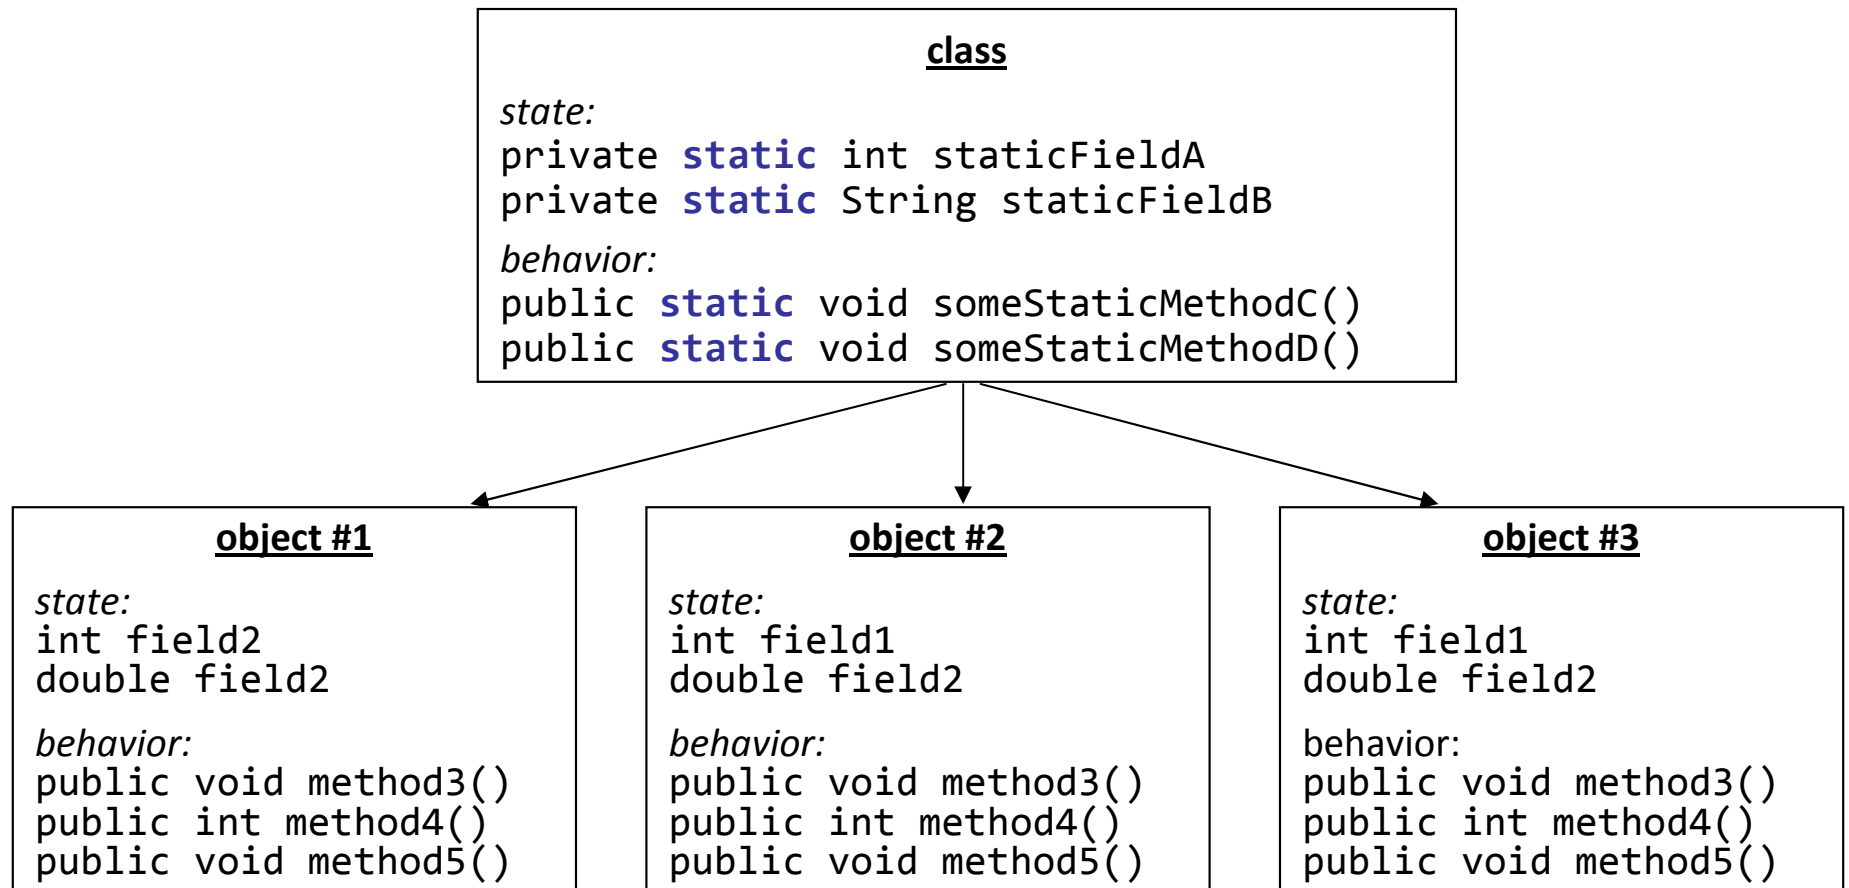 class
state:
private static int staticFieldA
private static String staticFieldB
behavior:
public static void someStaticMethodC()
public static void someStaticMethodD()
object #1
state:
int field2
double field2
behavior:
public void method3()
public int method4()
public void method5()
object #2
state:
int field1
double field2
behavior:
public void method3()
public int method4()
public void method5()
object #3
state:
int field1
double field2
behavior:
public void method3()
public int method4()
public void method5()